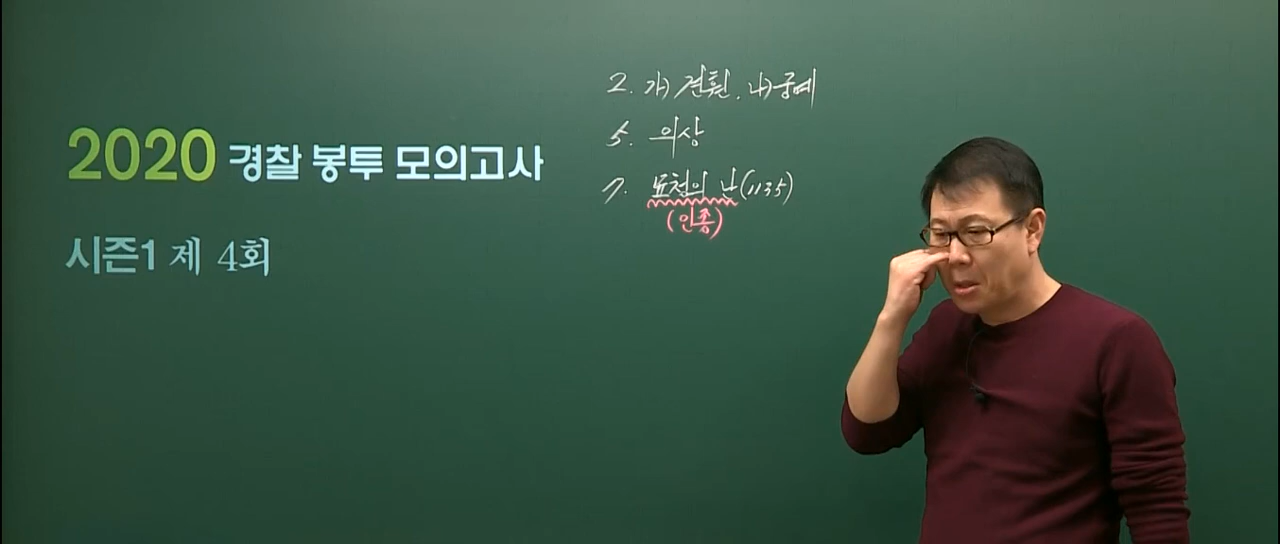 2020 경찰 봉투 모의고사
시즌1 제 4회
2. 가) 견훤, 나) 궁예
5. 의상
7. 묘청의 난(1135)
(인종)